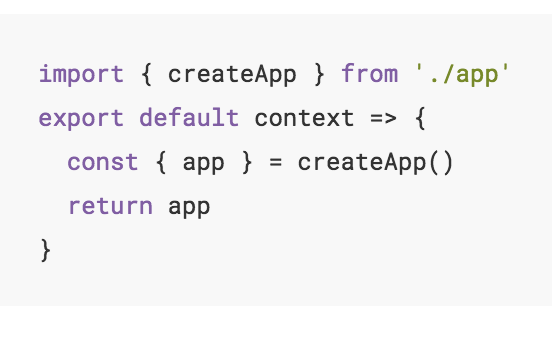 import { createApp } from './app'
export default context => {
  const { app } = createApp()
  return app
}